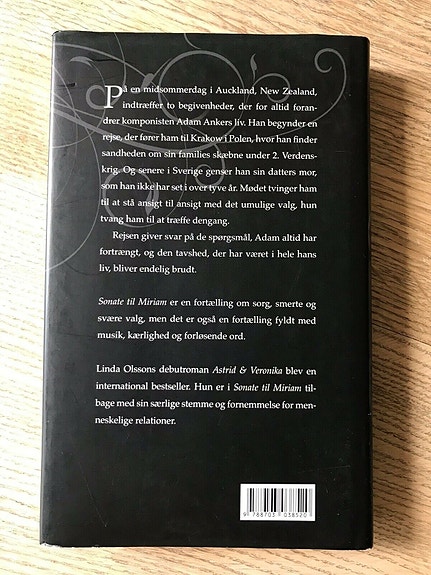 På en midsommerdag i Auckland, New Zealand,
indtræffer to begivenheder, der for altid foran-
drer komponisten Adam Ankers liv. Han begynder en
rejse, der fører ham til Krakow i Polen, hvor han finder
sandheden om sin families skæbne under 2. Verdens-
krig. Og senere i Sverige genser han sin datters mor,
som han ikke har set i over tyve år. Mødet tvinger ham
til at stå ansigt til ansigt med det umulige valg, hun
tvang ham til at træffe dengang.
Rejsen giver svar på de spørgsmål, Adam altid har
fortrængt, og den tavshed, der har været i hele hans
liv, bliver endelig brudt.
Sonate til Miriam er en fortælling om sorg, smerte og
svære valg, men det er også en fortælling fyldt med
musik, kærlighed og forløsende ord.
Linda Olssons debutroman Astrid & Veronika blev en
international bestseller. Hun er i Sonate til Miriam til-
bage med sin særlige stemme og fornemmelse for men-
neskelige relationer.
9 788703 038520